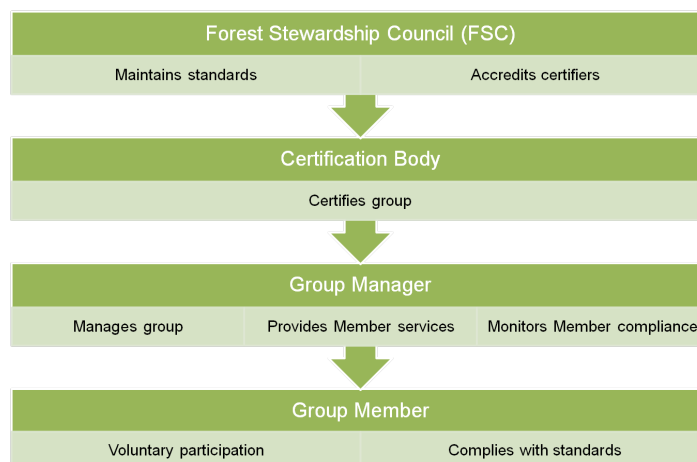 Forest Stewardship Council (FSC)
Maintains standards
Accredits certifiers
Certification Body
Certifies group
Group Manager
Manages group
Provides Member services
Monitors Member compliance
Group Member
Voluntary participation
Complies with standards